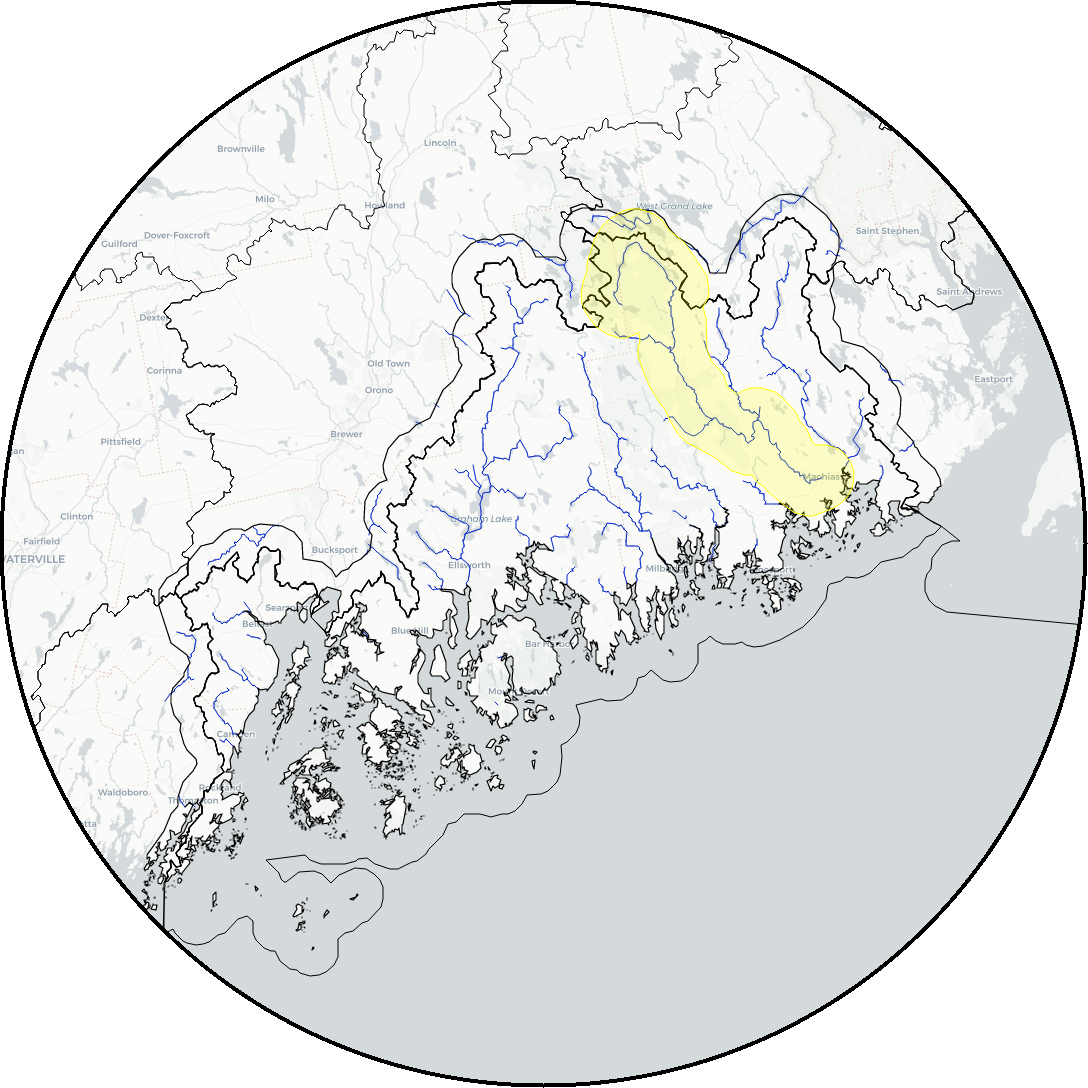 Lincoln
Brownville
Milo
Howland
West Grand Lake
Dover-Foxcroft
Guilford
Saint Stephen
Saint Andrews
Dexter
Old Town
Corinna
Orono
Eastport
Brewer
Pittsfield
Machias
Clinton
Graham Lake
Fairfield
WATERVILLE
Bucksport
Ellsworth
Searsport
Belfast
Blue Hill
Bar Harbor
Camden
Rockland
Waldoboro
Thomaston